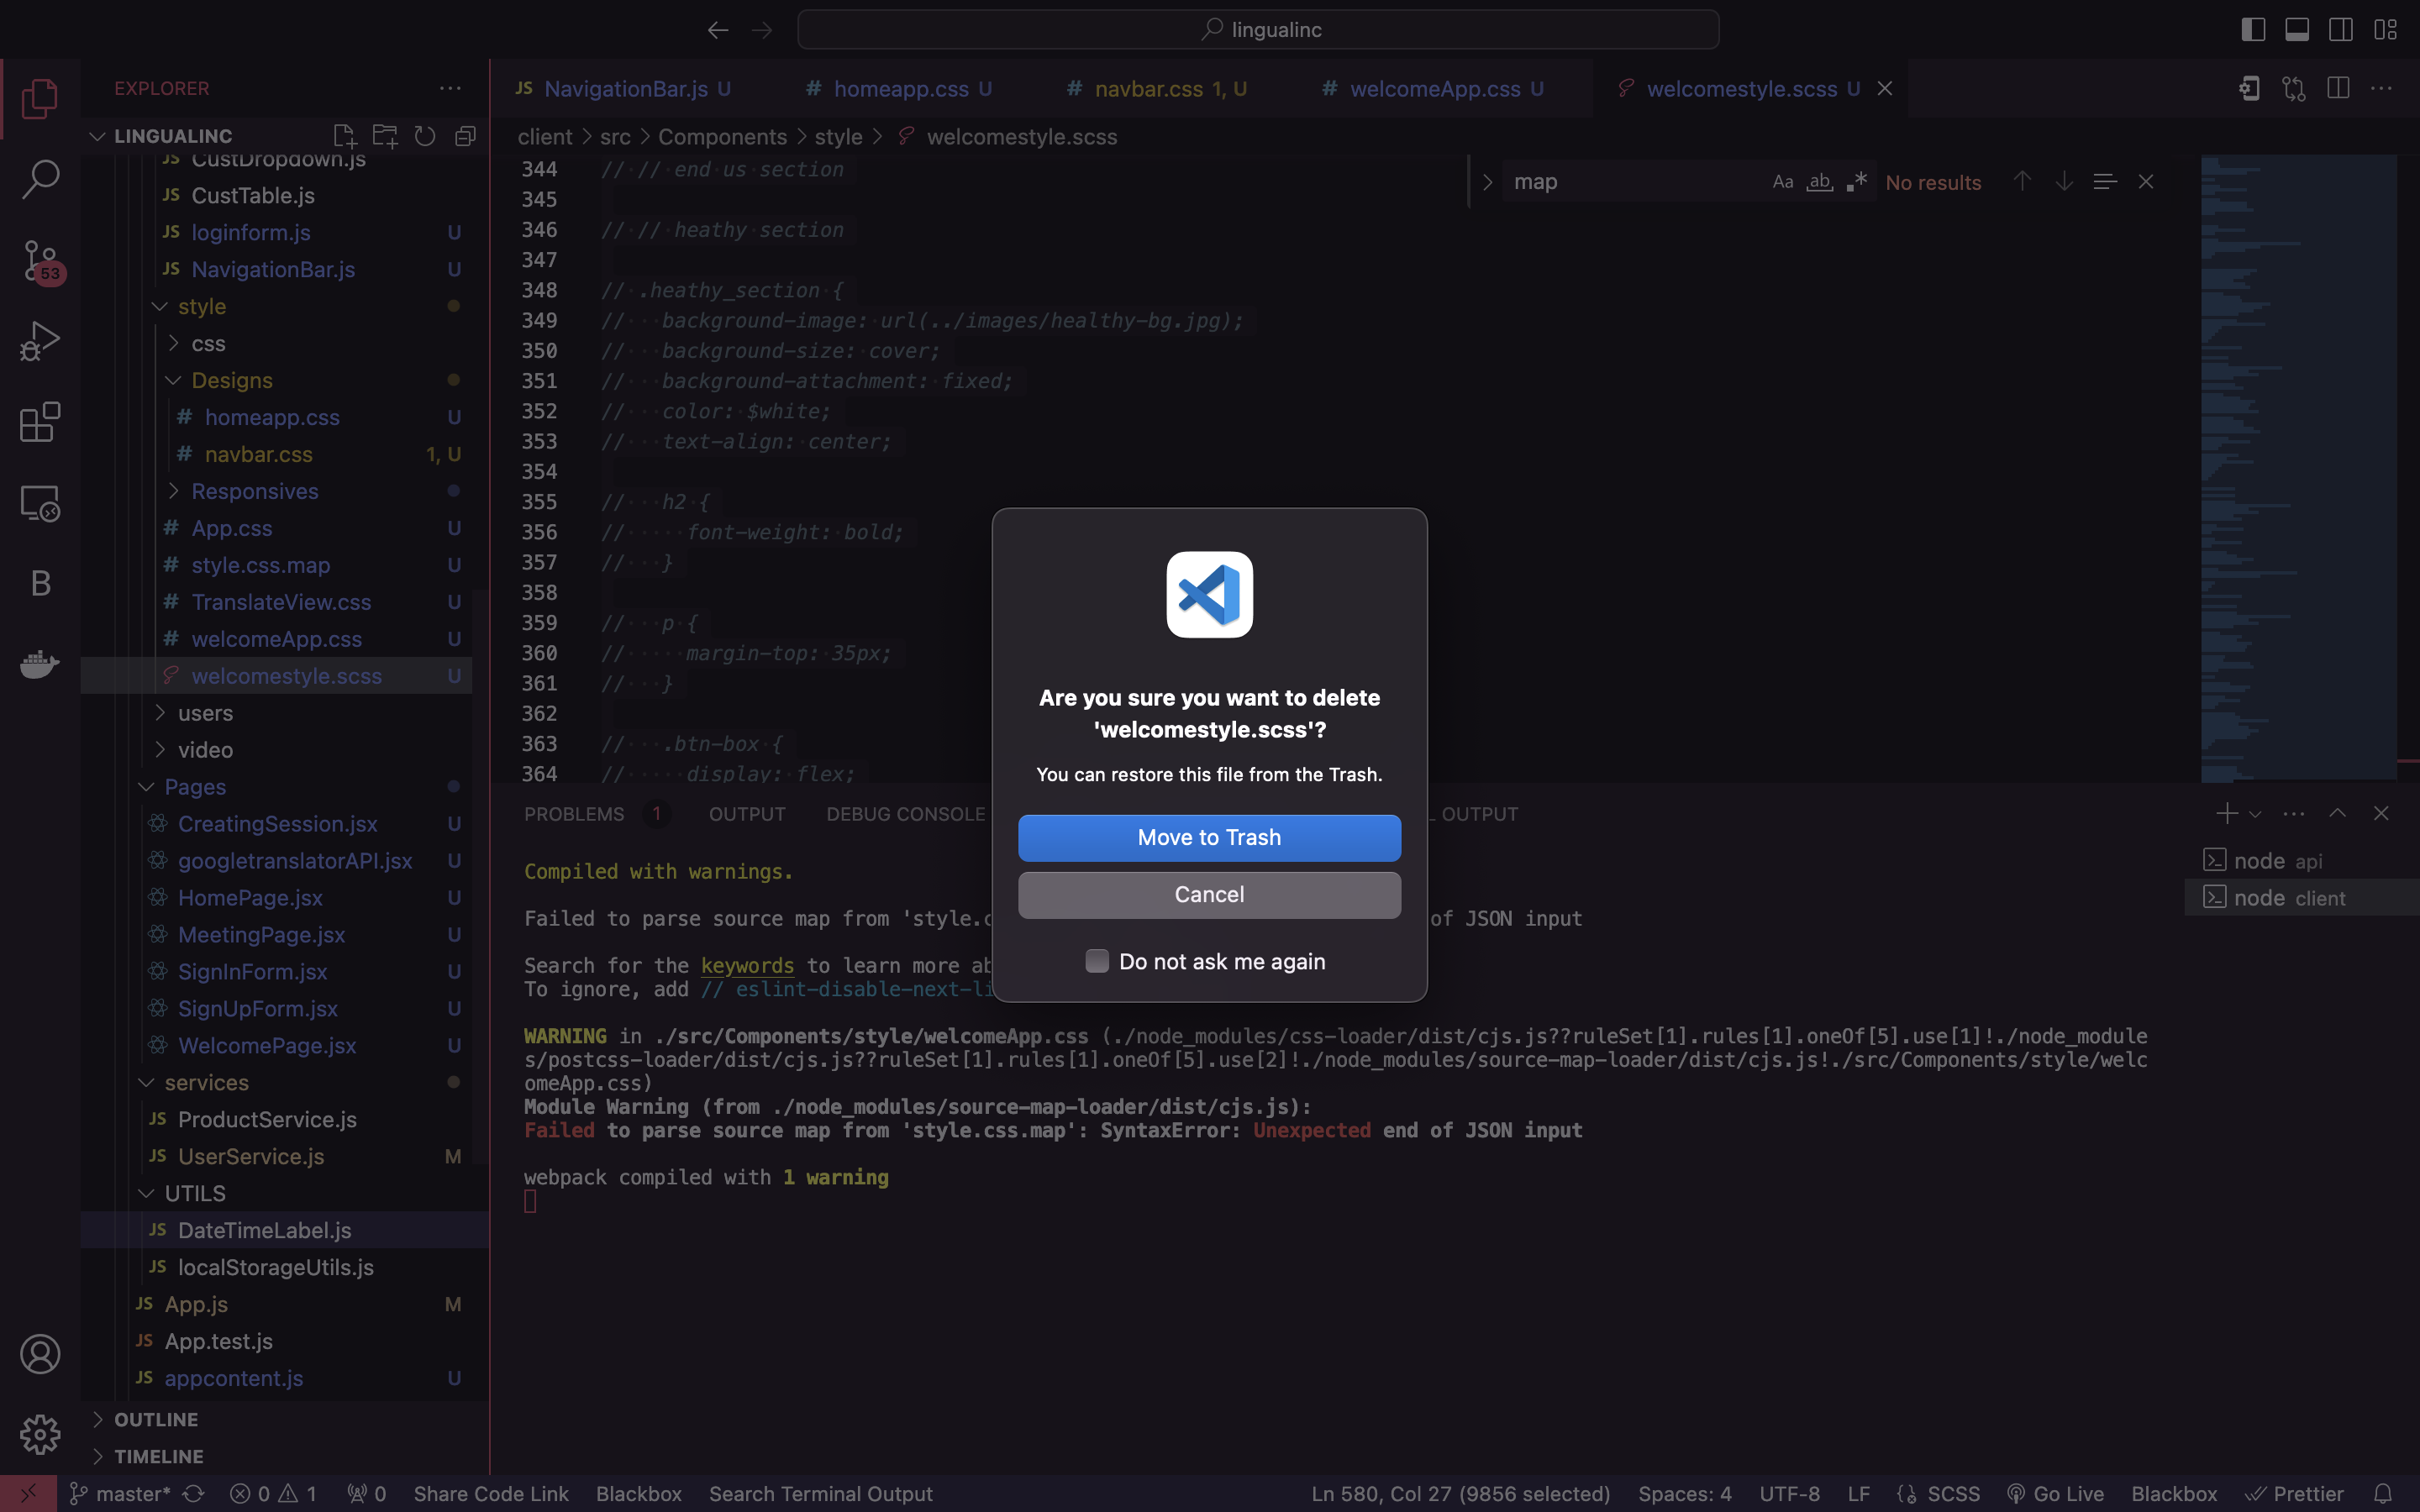 lingualinc
EXPLORER
LINGUALINC
CustDropdown.js
JS CustTable.js
JS loginform.js U
JS NavigationBar.js U
style
css
Designs
# homeapp.css U
# navbar.css 1, U
Responsives
# App.css U
# style.css.map U
# TranslateView.css U
# welcomeApp.css U
welcomestyle.scss U
users
video
Pages
CreatingSession.jsx U
googletranslatorAPI.jsx U
HomePage.jsx U
MeetingPage.jsx U
SignInForm.jsx U
SignUpForm.jsx U
WelcomePage.jsx U
services
JS ProductService.js
JS UserService.js M
UTILS
JS DateTimeLabel.js
JS localStorageUtils.js
JS App.js M
JS App.test.js
JS appcontent.js U
OUTLINE
TIMELINE
53
B
JS NavigationBar.js U # homeapp.css U # navbar.css 1, U # welcomeApp.css U welcomestyle.scss U
client > src > Components > style > welcomestyle.scss
map Aa ab .* No results
344 // // end us section
345
346 // // heathy section
347
348 // .heathy_section {
349 //   background-image: url(../images/healthy-bg.jpg);
350 //   background-size: cover;
351 //   background-attachment: fixed;
352 //   color: $white;
353 //   text-align: center;
354
355 //   h2 {
356 //     font-weight: bold;
357 //   }
358
359 //   p {
360 //     margin-top: 35px;
361 //   }
362
363 //   .btn-box {
364 //     display: flex;
Are you sure you want to delete
'welcomestyle.scss'?
You can restore this file from the Trash.
Move to Trash
Cancel
Do not ask me again
PROBLEMS 1 OUTPUT DEBUG CONSOLE OUTPUT
node api
node client
Compiled with warnings.
Failed to parse source map from 'style.c of JSON input
Search for the keywords to learn more ab
To ignore, add // eslint-disable-next-li
WARNING in ./src/Components/style/welcomeApp.css (./node_modules/css-loader/dist/cjs.js??ruleSet[1].rules[1].oneOf[5].use[1]!./node_module
s/postcss-loader/dist/cjs.js??ruleSet[1].rules[1].oneOf[5].use[2]!./node_modules/source-map-loader/dist/cjs.js!./src/Components/style/welc
omeApp.css)
Module Warning (from ./node_modules/source-map-loader/dist/cjs.js):
Failed to parse source map from 'style.css.map': SyntaxError: Unexpected end of JSON input
webpack compiled with 1 warning
master* 0 1 0 Share Code Link Blackbox Search Terminal Output Ln 580, Col 27 (9856 selected) Spaces: 4 UTF-8 LF SCSS Go Live Blackbox Prettier